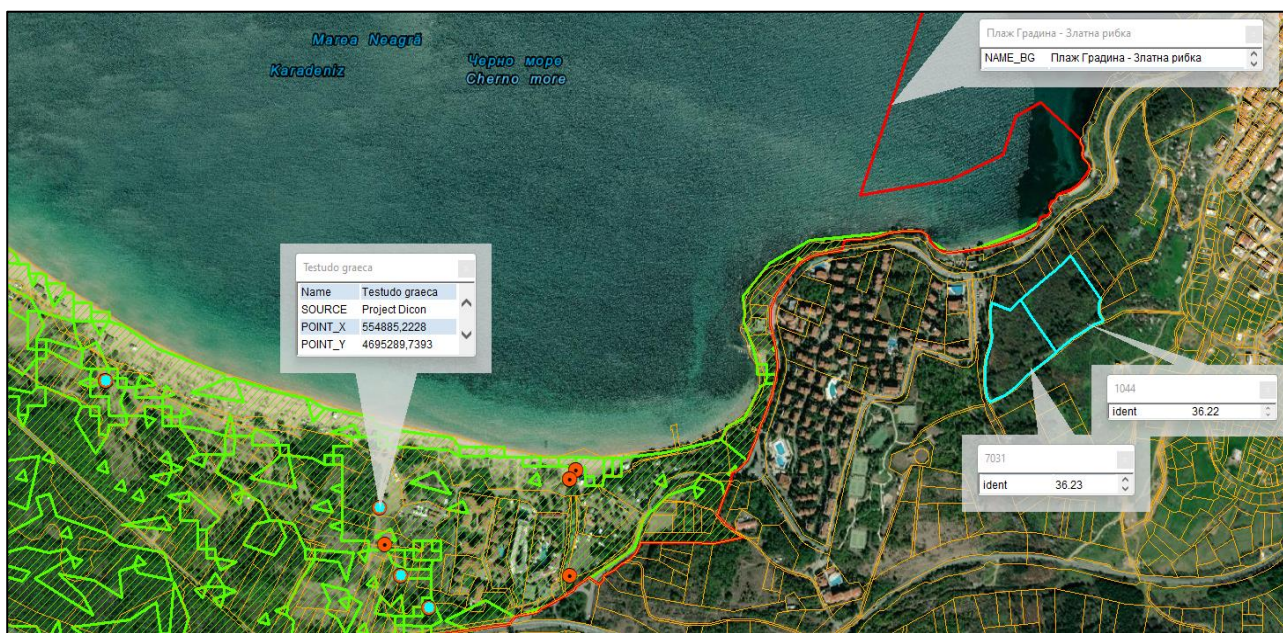 Marea Neagră
Karadeniz
Черно море
Cherno more
Плаж Градина - Златна рибка
NAME_BG Плаж Градина - Златна рибка
Testudo graeca
Name Testudo graeca
SOURCE Project Dicon
POINT_X 554885,2228
POINT_Y 4695289,7393
1044
ident 36.22
7031
ident 36.23